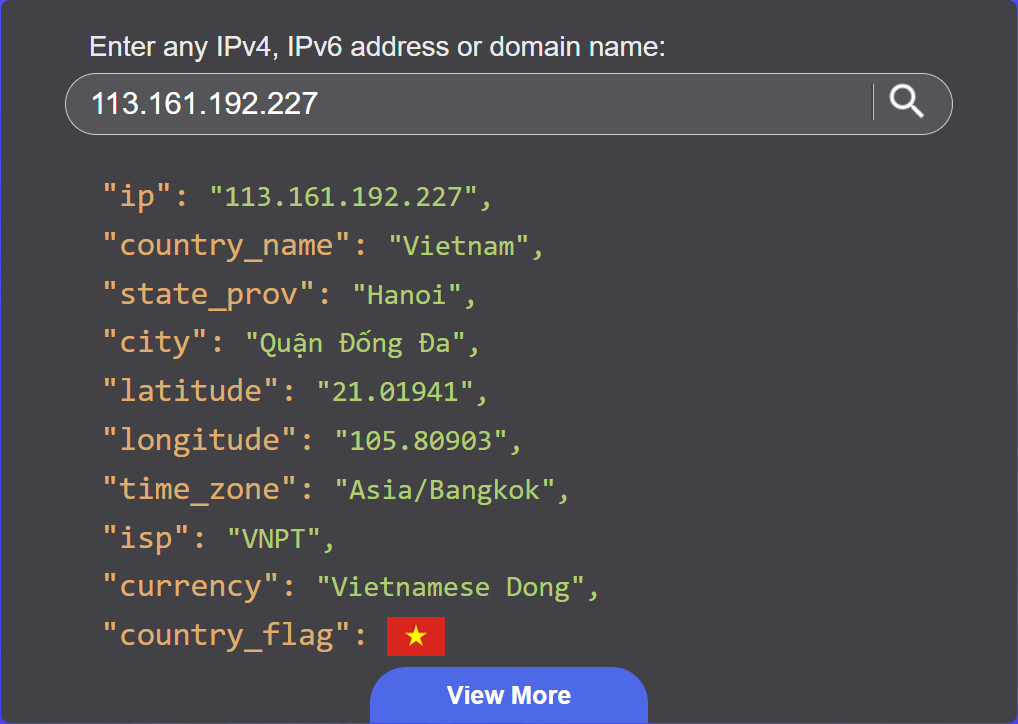 Enter any IPv4, IPv6 address or domain name:
113.161.192.227
"ip": "113.161.192.227",
"country_name": "Vietnam",
"state_prov": "Hanoi",
"city": "Quận Đống Đa",
"latitude": "21.01941",
"longitude": "105.80903",
"time_zone": "Asia/Bangkok",
"isp": "VNPT",
"currency": "Vietnamese Dong",
"country_flag":
View More